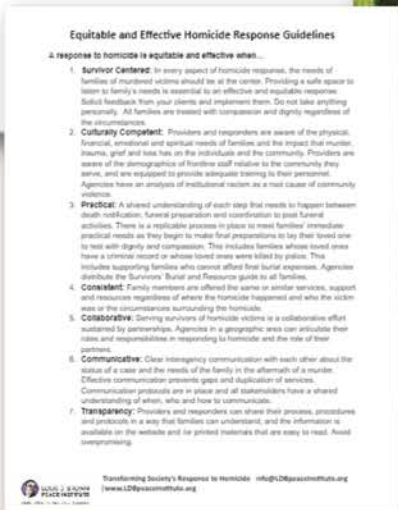 Equitable and Effective Homicide Response Guidelines
A response to homicide is equitable and effective when...
1. Survivor Centered: In every aspect of homicide response, the needs of
families of murdered victims should be at the center. Providing a safe space to
listen to family's needs is essential to an effective and equitable response.
Solicit feedback from your clients and implement them. Do not take anything
personally. All families are treated with compassion and dignity regardless of
the circumstances.
2. Culturally Competent: Providers and responders are aware of the physical,
financial, emotional and spiritual needs of families and the impact that murder,
trauma, grief and loss has on the individuals and the community. Providers are
aware of the demographics of frontline staff relative to the community they
serve, and are equipped to provide adequate training to their personnel.
Agencies have an analysis of institutional racism as a root cause of community
violence.
3. Practical: A shared understanding of each step that needs to happen between
death notification, funeral preparation and coordination to post funeral
activities. There is a replicable process in place to meet families' immediate
practical needs as they begin to make final preparations to lay their loved one
to rest with dignity and compassion. This includes families whose loved ones
have a criminal record or whose loved ones were killed by police. This
includes supporting families who cannot afford final burial expenses. Agencies
distribute the Survivors' Burial and Resource guide to all families.
4. Consistent: Family members are offered the same or similar services, support
and resources regardless of where the homicide happened and who the victim
was or the circumstances surrounding the homicide.
5. Collaborative: Serving survivors of homicide victims is a collaborative effort
sustained by partnerships. Agencies in a geographic area can articulate their
roles and responsibilities in responding to homicide and the role of their
partners.
6. Communicative: Clear interagency communication with each other about the
status of a case and the needs of the family in the aftermath of a murder.
Effective communication prevents gaps and duplication of services.
Communication protocols are in place and all stakeholders have a shared
understanding of when, who and how to communicate.
7. Transparency: Providers and responders can share their process, procedures
and protocols in a way that families can understand; and the information is
available on the website and /or printed materials that are easy to read. Avoid
overpromising.
Transforming Society's Response to Homicide info@LDBpeaceinstitute.org
|www.LDBpeaceinstitute.org
LOUIS D. BROWN
PEACE INSTITUTE